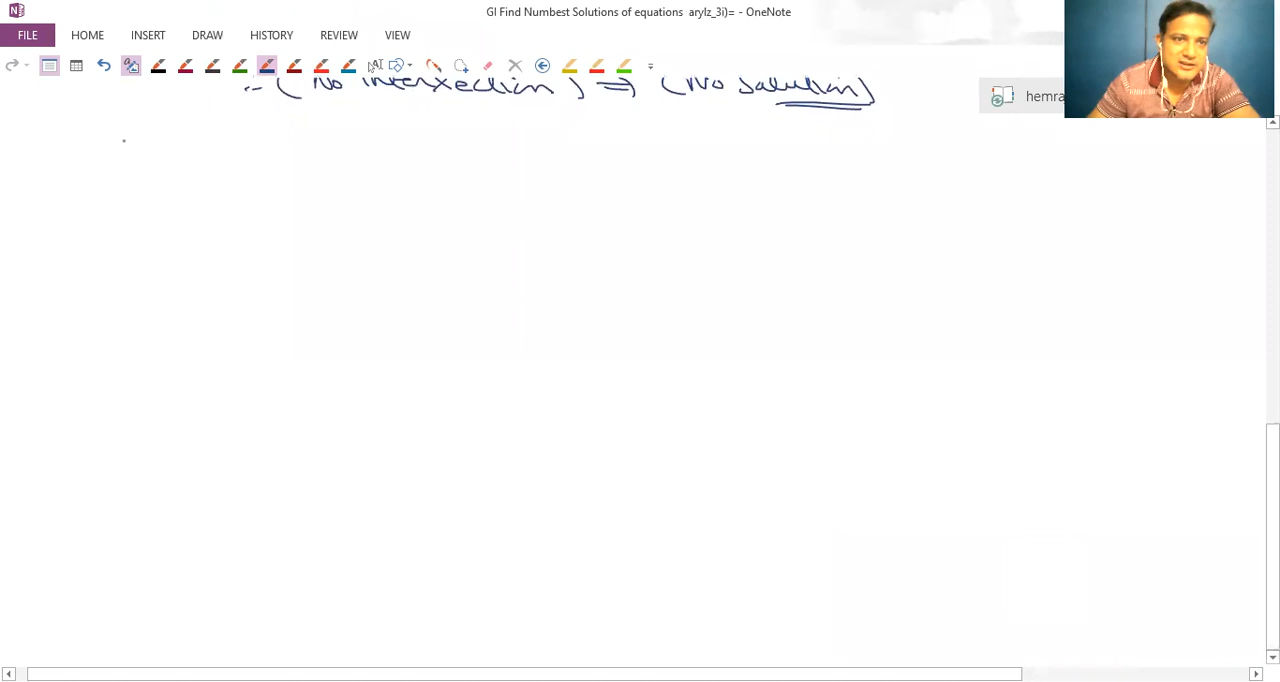 GI Find Numbest Solutions of equations arylz_3i)= - OneNote
FILE HOME INSERT DRAW HISTORY REVIEW VIEW
hemra
∴ (No intersection) ⇒ (No solution)